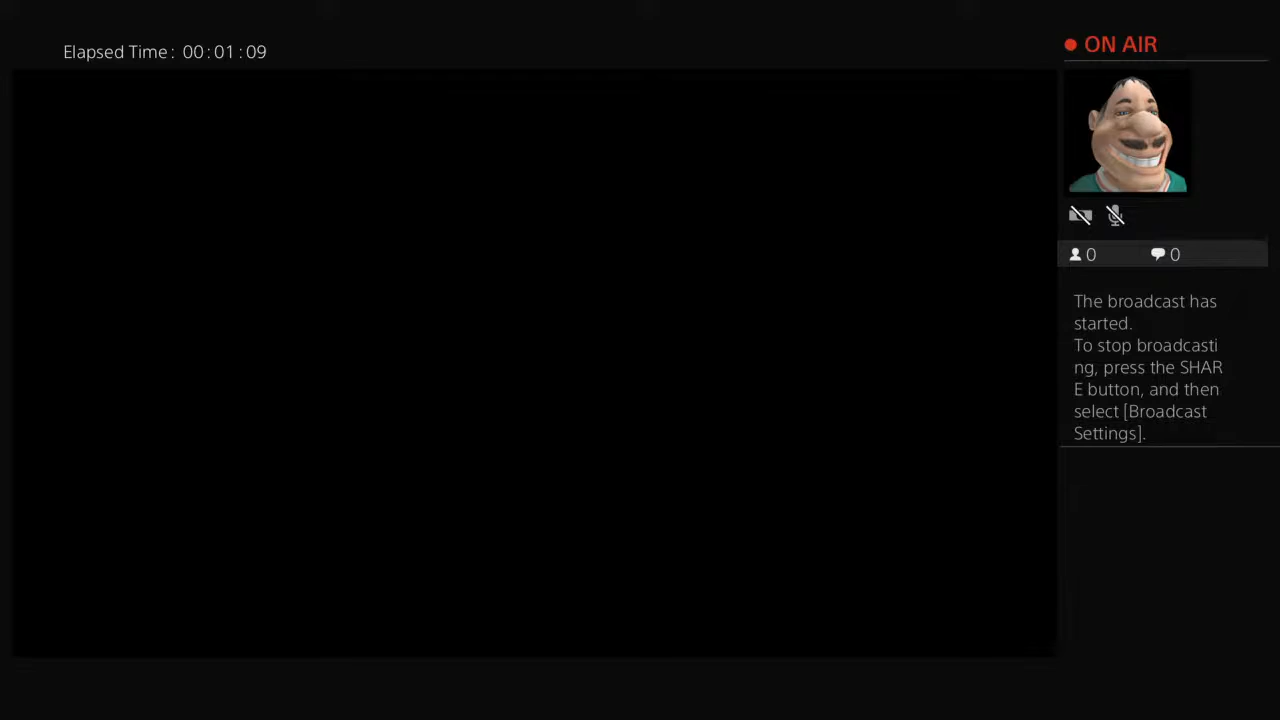 Elapsed Time: 00:01:09
ON AIR
0 0
The broadcast has
started.
To stop broadcasti
ng, press the SHAR
E button, and then
select [Broadcast
Settings].